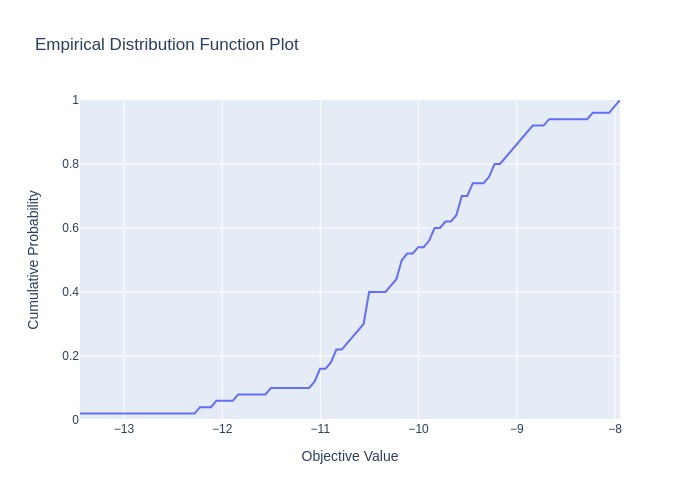 Empirical Distribution Function Plot
Cumulative Probability
1
0.8
0.6
0.4
0.2
0
−13 −12 −11 −10 −9 −8
Objective Value